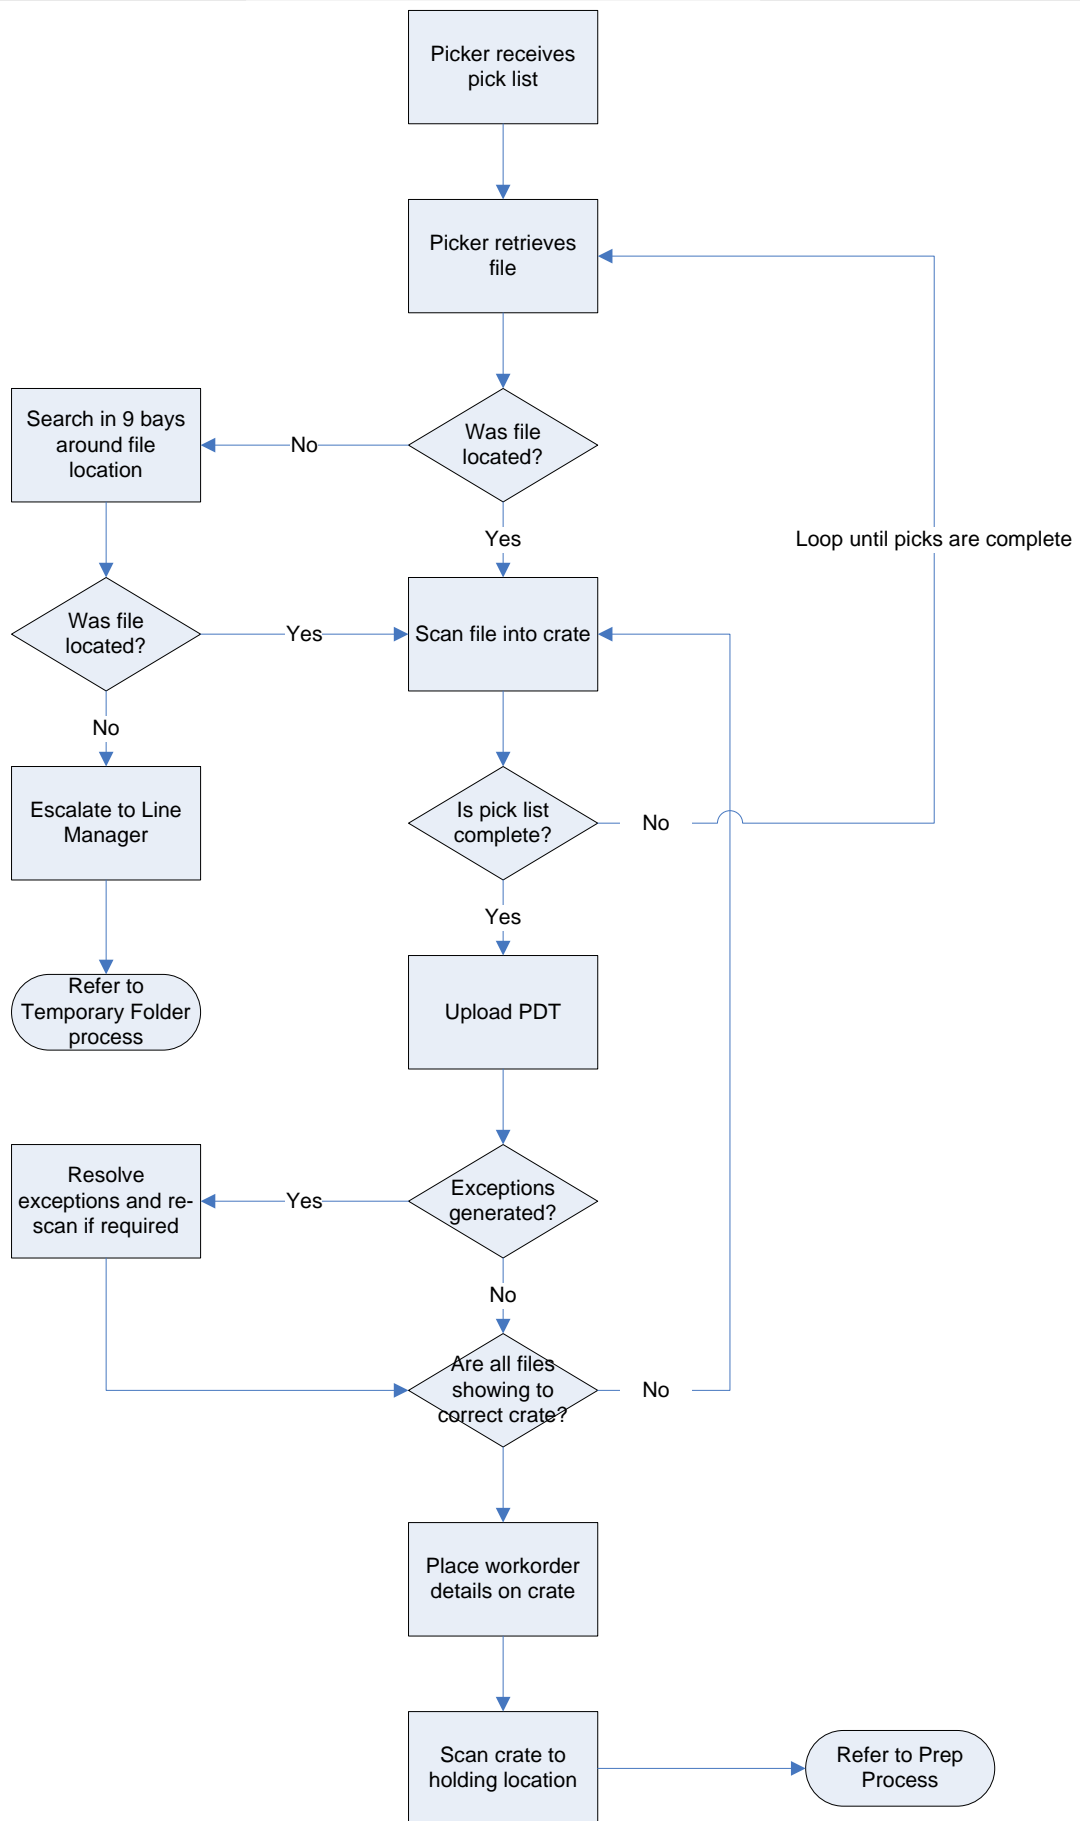 Picker receives
pick list
Picker retrieves
file
Was file
located?
No
Search in 9 bays
around file
location
Yes
Loop until picks are complete
Was file
located?
Yes
Scan file into crate
No
Escalate to Line
Manager
Is pick list
complete?
No
Yes
Refer to
Temporary Folder
process
Upload PDT
Exceptions
generated?
Yes
Resolve
exceptions and re-
scan if required
No
Are all files
showing to
correct crate?
No
Place workorder
details on crate
Scan crate to
holding location
Refer to Prep
Process